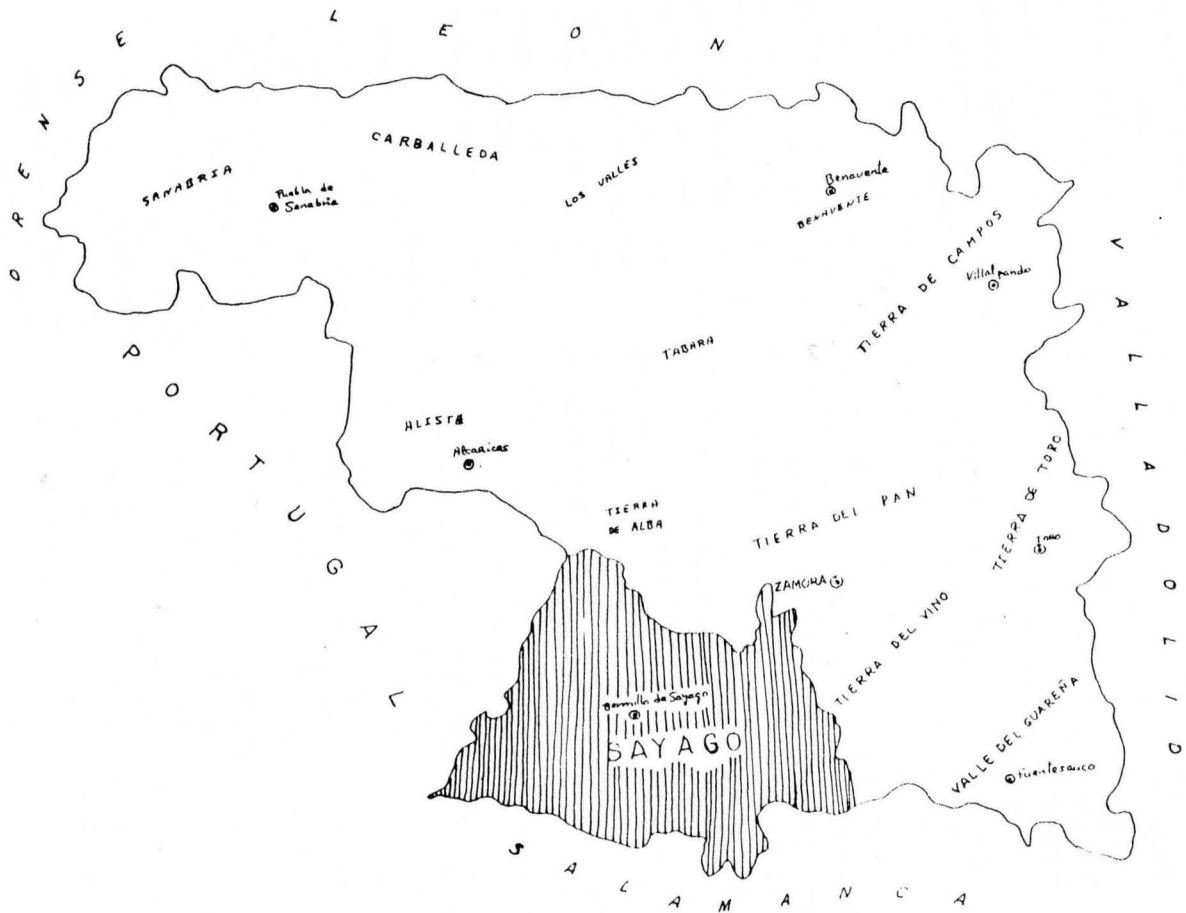 LEON
ORENSE
CARBALLEDA
SANABRIA
Puebla de
Sanabria
LOS VALLES
Benavente
BENAVENTE
TIERRA DE CAMPOS
Villalpando
VALLLADOLID
PORTUGAL
TABARA
ALISTE
Alcañices
TIERRA
DE ALBA
TIERRA DEL PAN
TIERRA DE TORO
Toro
ZAMORA
TIERRA DEL VINO
Bermillo de Sayago
SAYAGO
VALLE DEL GUAREÑA
Fuentesauco
SALAMANCA